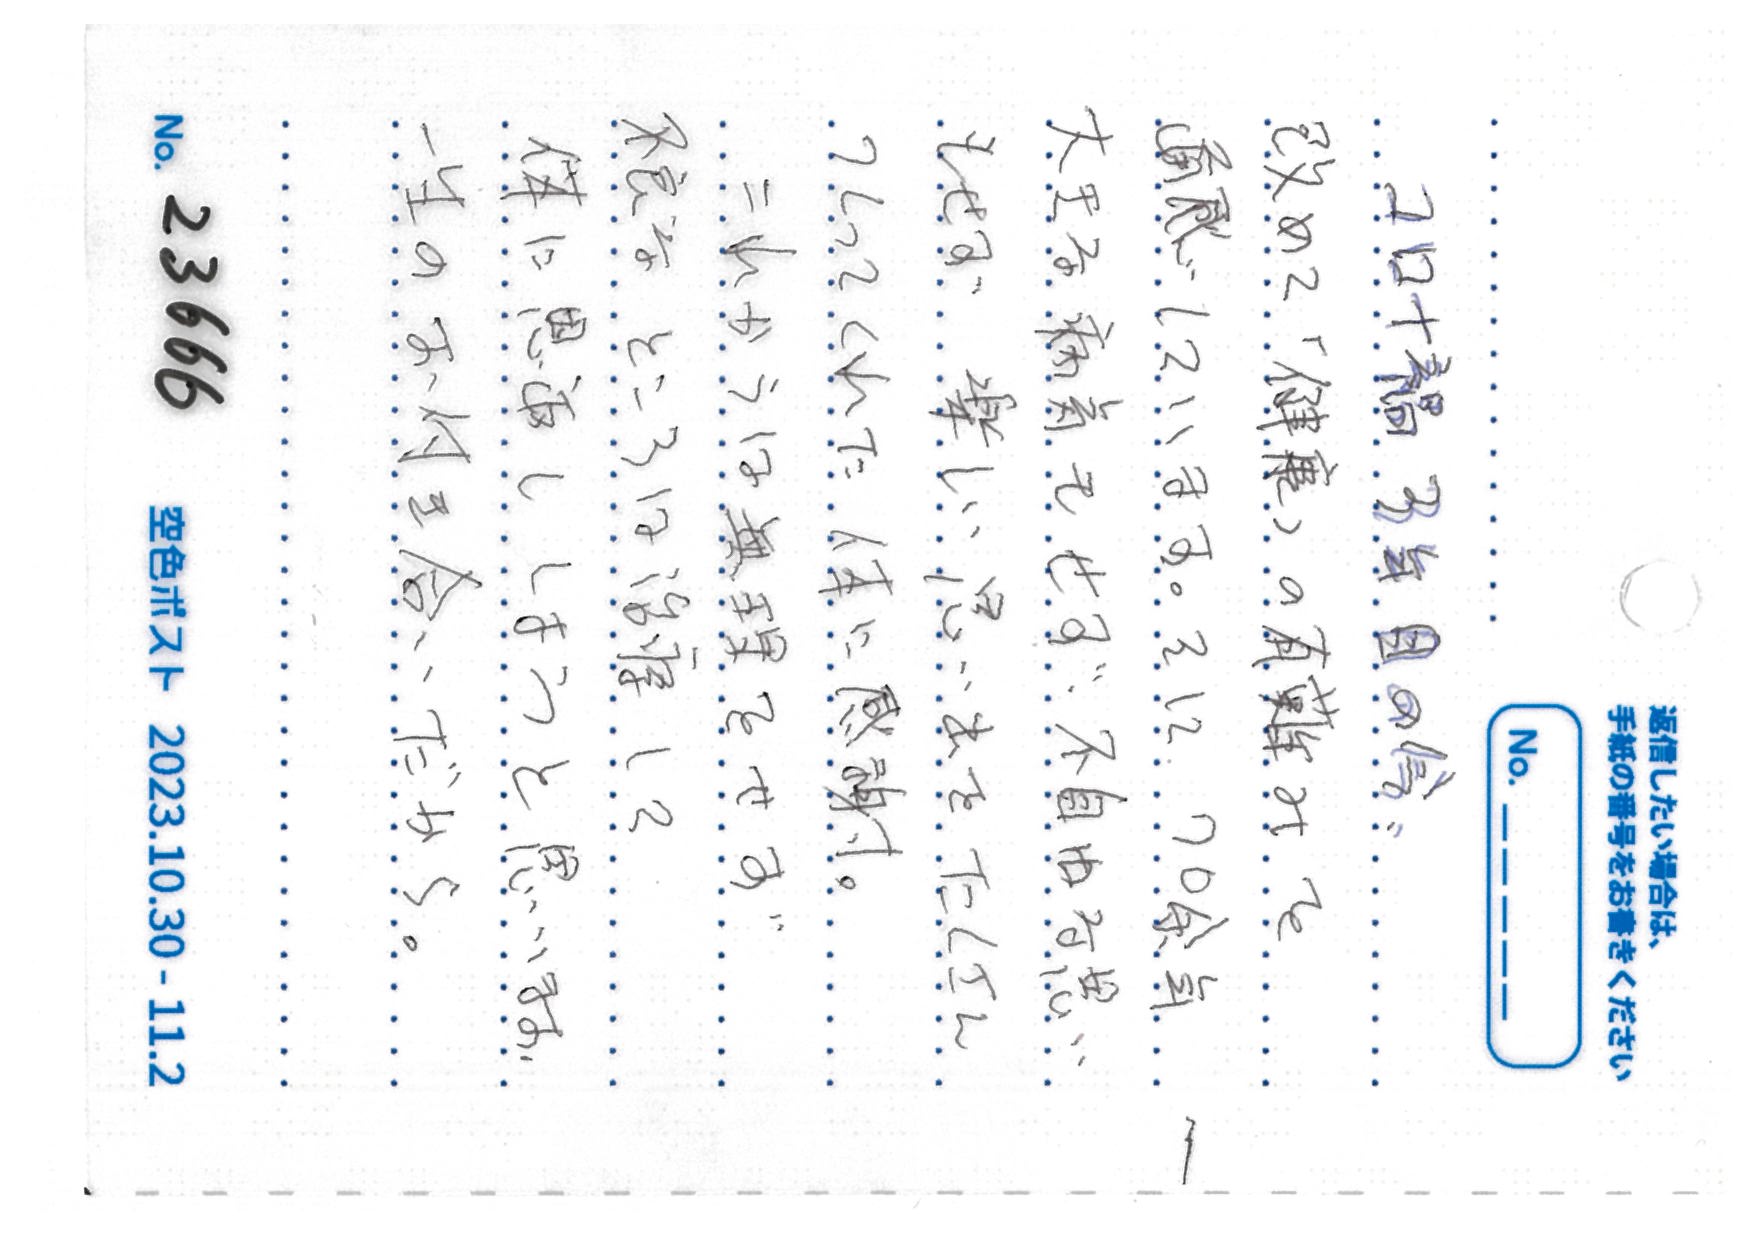 返信したい場合は、
手紙の番号をお書きください
No. _ _ _ _ _
コロナ禍 3年目の今、
改めて「健康」の有難みを
痛感しています。そして、70余年
大きな病気もせず、不自由な思い
もせず 楽しい思い出をたくさん
つくってくれた 体に感謝。
これからは無理をせず
不良な ところは治療して
体に恩返し しようと思います。
一生のお付き合いだから。
No. 23666
空色ポスト 2023.10.30 - 11.2